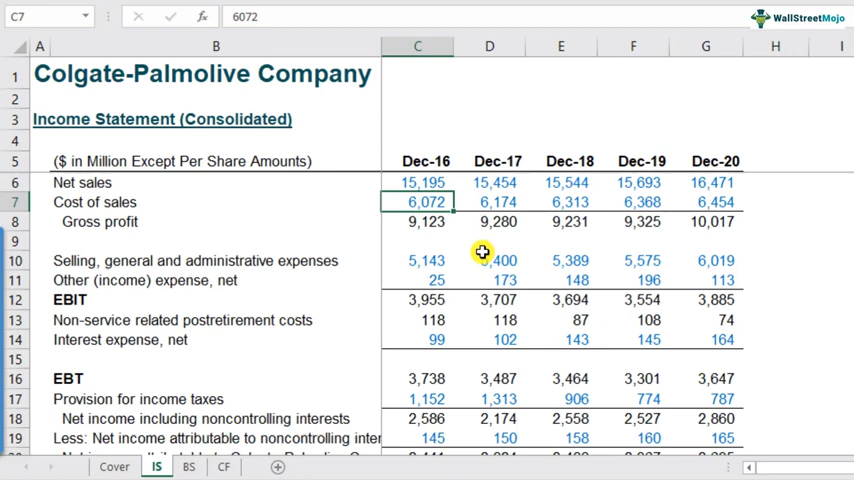 C7 fx 6072
WallStreetMojo
A B C D E F G H I
1 Colgate-Palmolive Company
2
3 Income Statement (Consolidated)
4
5 ($ in Million Except Per Share Amounts) Dec-16 Dec-17 Dec-18 Dec-19 Dec-20
6 Net sales 15,195 15,454 15,544 15,693 16,471
7 Cost of sales 6,072 6,174 6,313 6,368 6,454
8 Gross profit 9,123 9,280 9,231 9,325 10,017
9
10 Selling, general and administrative expenses 5,143 ,400 5,389 5,575 6,019
11 Other (income) expense, net 25 173 148 196 113
12 EBIT 3,955 3,707 3,694 3,554 3,885
13 Non-service related postretirement costs 118 118 87 108 74
14 Interest expense, net 99 102 143 145 164
15
16 EBT 3,738 3,487 3,464 3,301 3,647
17 Provision for income taxes 1,152 1,313 906 774 787
18 Net income including noncontrolling interests 2,586 2,174 2,558 2,527 2,860
19 Less: Net income attributable to noncontrolling inter 145 150 158 160 165
Cover IS BS CF